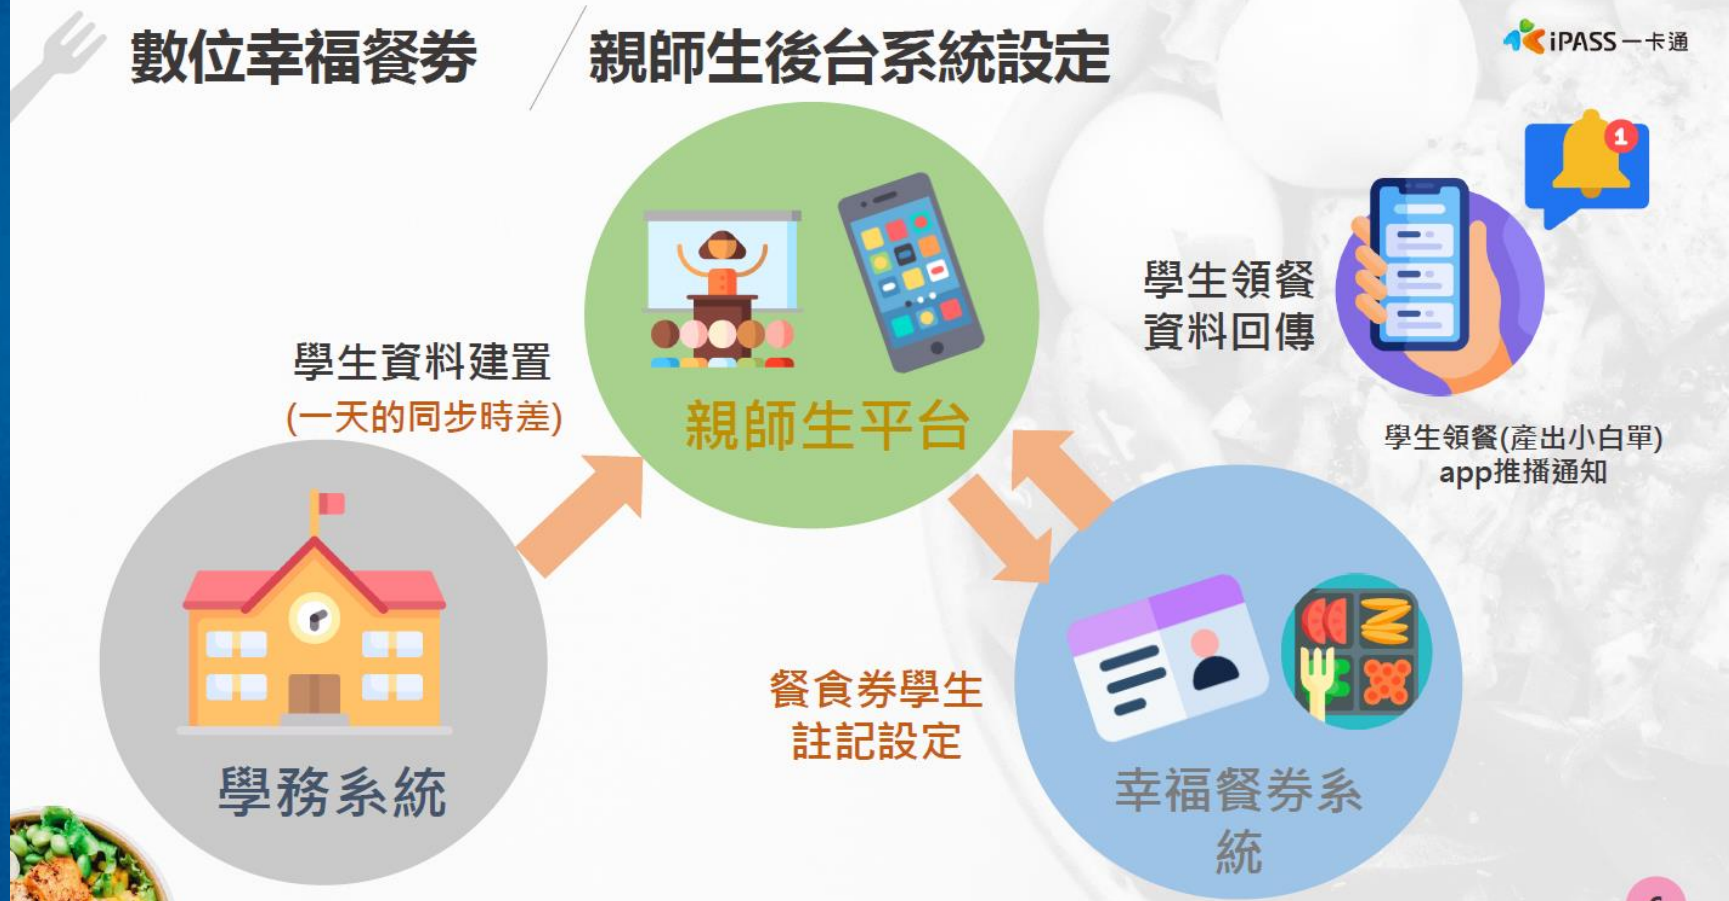 數位幸福餐券
親師生後台系統設定
iPASS 一卡通
1
學生領餐
資料回傳
學生資料建置
(一天的同步時差)
親師生平台
學生領餐(產出小白單)
app推播通知
餐食券學生
註記設定
學務系統
幸福餐券系
統